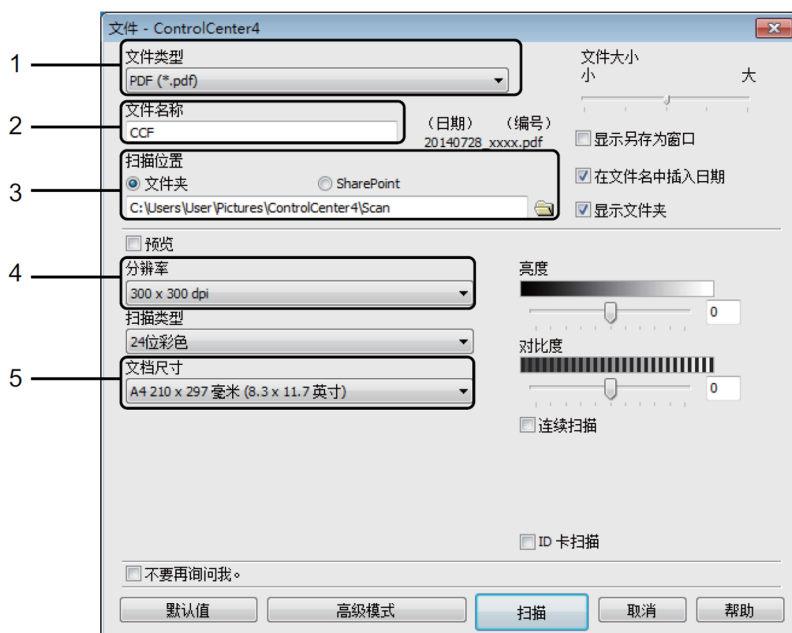 文件 - ControlCenter4
1
文件类型
PDF (*.pdf)
文件大小
小 大
2
文件名称
CCF
(日期) (编号)
20140728_xxxx.pdf
显示另存为窗口
3
扫描位置
文件夹 SharePoint
C:\Users\User\Pictures\ControlCenter4\Scan
在文件名中插入日期
显示文件夹
预览
4
分辨率
300 x 300 dpi
亮度
0
扫描类型
24位彩色
对比度
0
5
文档尺寸
A4 210 x 297 毫米 (8.3 x 11.7 英寸)
连续扫描
ID 卡扫描
不要再询问我。
默认值 高级模式 扫描 取消 帮助